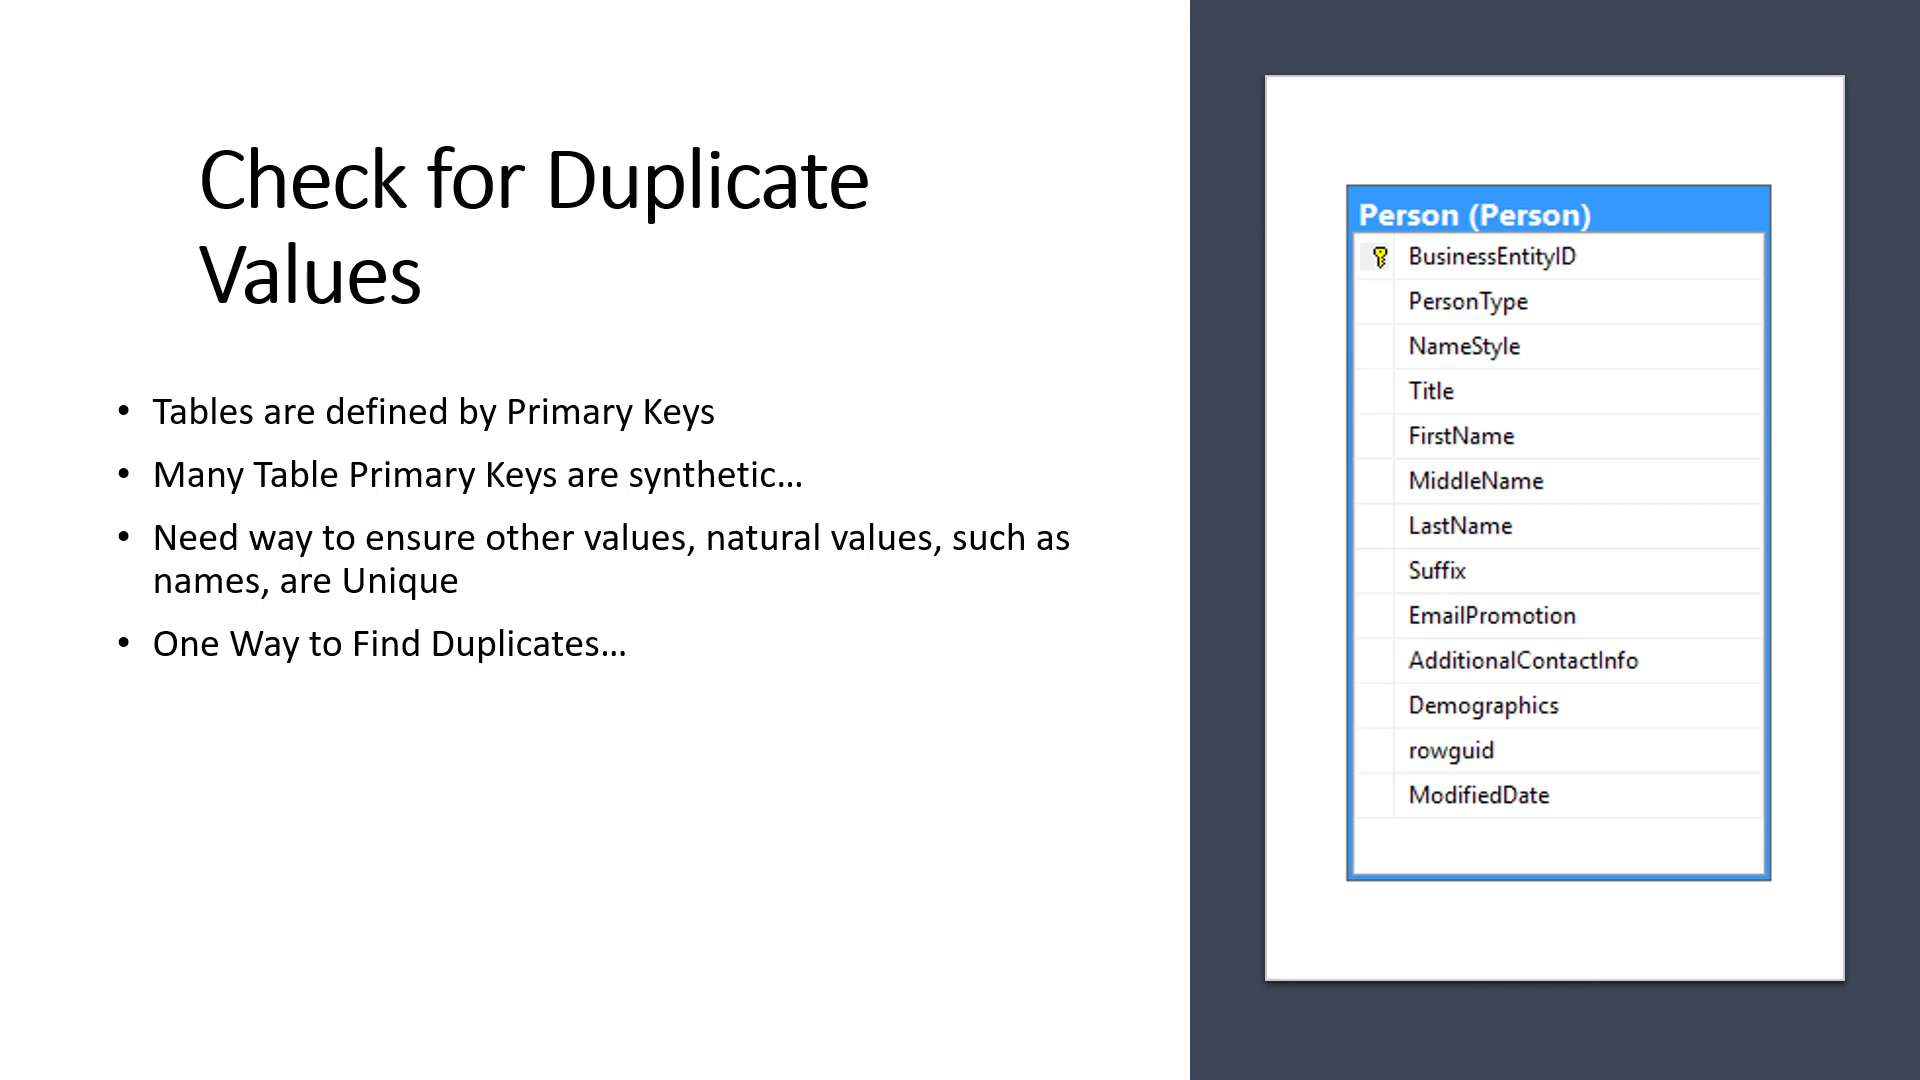 Check for Duplicate
Values
• Tables are defined by Primary Keys
• Many Table Primary Keys are synthetic…
• Need way to ensure other values, natural values, such as
names, are Unique
• One Way to Find Duplicates…
Person (Person)
BusinessEntityID
PersonType
NameStyle
Title
FirstName
MiddleName
LastName
Suffix
EmailPromotion
AdditionalContactInfo
Demographics
rowguid
ModifiedDate